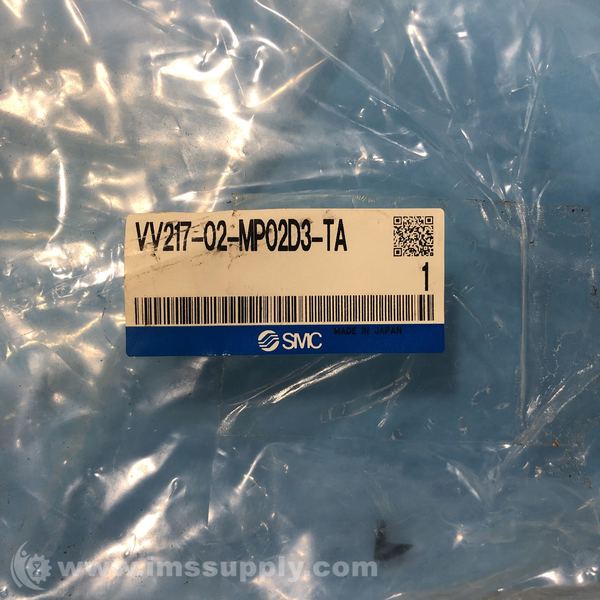 VV217-02-MP02D3-TA
1
MADE IN JAPAN
SMC
www.imssupply.com